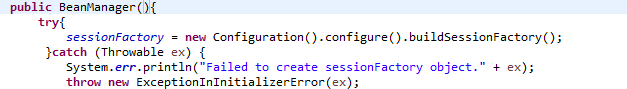 public BeanManager(){
try{
sessionFactory = new Configuration().configure().buildSessionFactory();
}catch (Throwable ex) {
System.err.println("Failed to create sessionFactory object." + ex);
throw new ExceptionInInitializerError(ex);